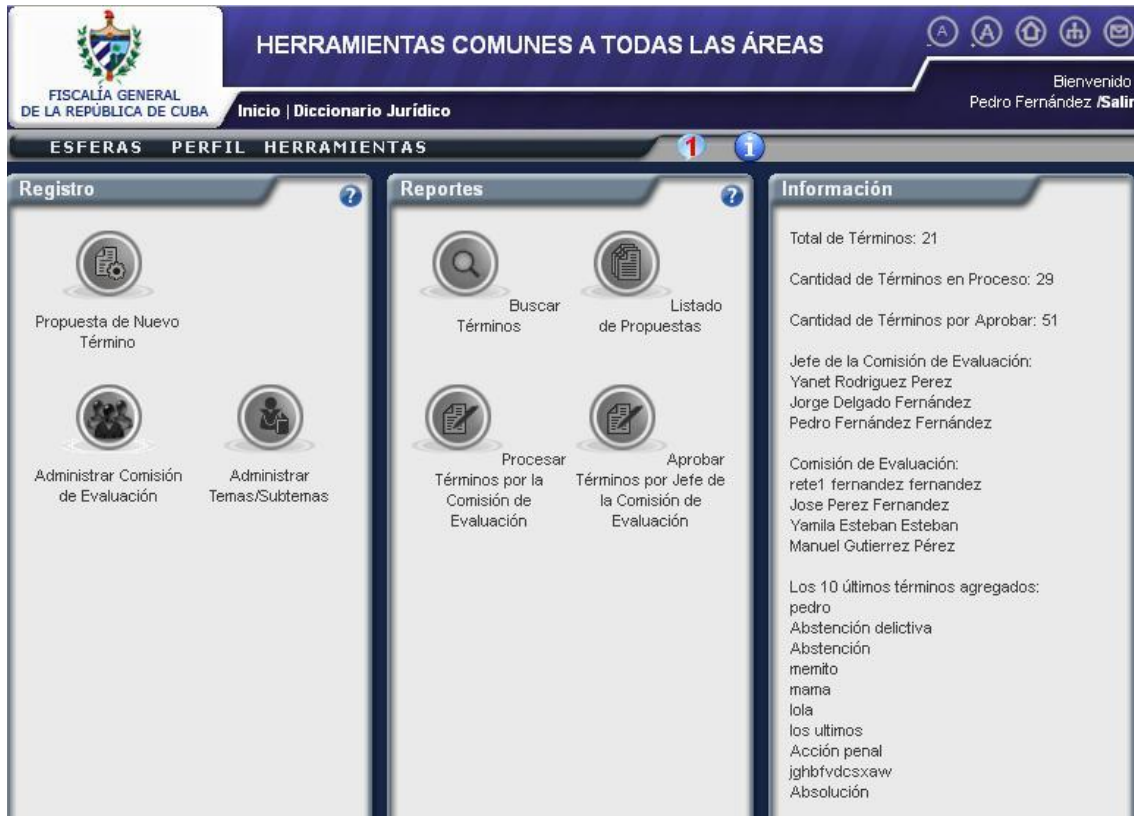 FISCALÍA GENERAL
DE LA REPÚBLICA DE CUBA
HERRAMIENTAS COMUNES A TODAS LAS ÁREAS
A A
Bienvenido
Pedro Fernández /Salir
Inicio | Diccionario Jurídico
ESFERAS PERFIL HERRAMIENTAS
1 i
Registro ?
Propuesta de Nuevo
Término
Administrar Comisión
de Evaluación
Administrar
Temas/Subtemas
Reportes ?
Buscar
Términos
Listado
de Propuestas
Procesar
Términos por la
Comisión de
Evaluación
Aprobar
Términos por Jefe de
la Comisión de
Evaluación
Información
Total de Términos: 21
Cantidad de Términos en Proceso: 29
Cantidad de Términos por Aprobar: 51
Jefe de la Comisión de Evaluación:
Yanet Rodriguez Perez
Jorge Delgado Fernández
Pedro Fernández Fernández
Comisión de Evaluación:
rete1 fernandez fernandez
Jose Perez Fernandez
Yamila Esteban Esteban
Manuel Gutierrez Pérez
Los 10 últimos términos agregados:
pedro
Abstención delictiva
Abstención
memito
mama
lola
los ultimos
Acción penal
jghbfvdcsxaw
Absolución